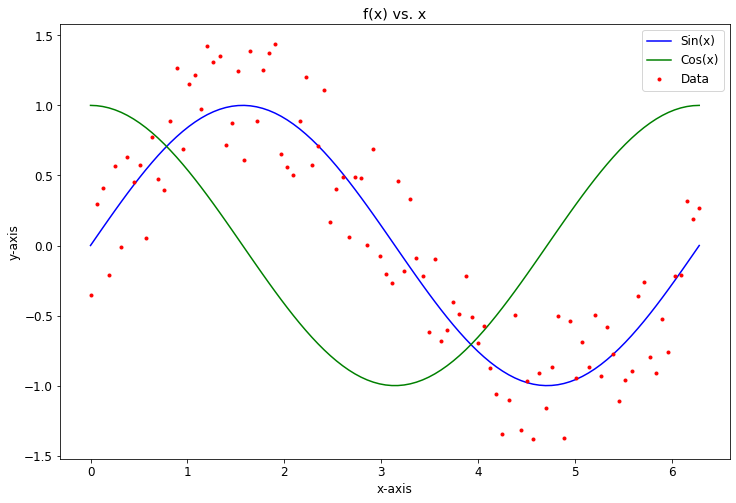 f(x) vs. x
Sin(x)
Cos(x)
Data
y-axis
1.5
1.0
0.5
0.0
−0.5
−1.0
−1.5
0 1 2 3 4 5 6
x-axis